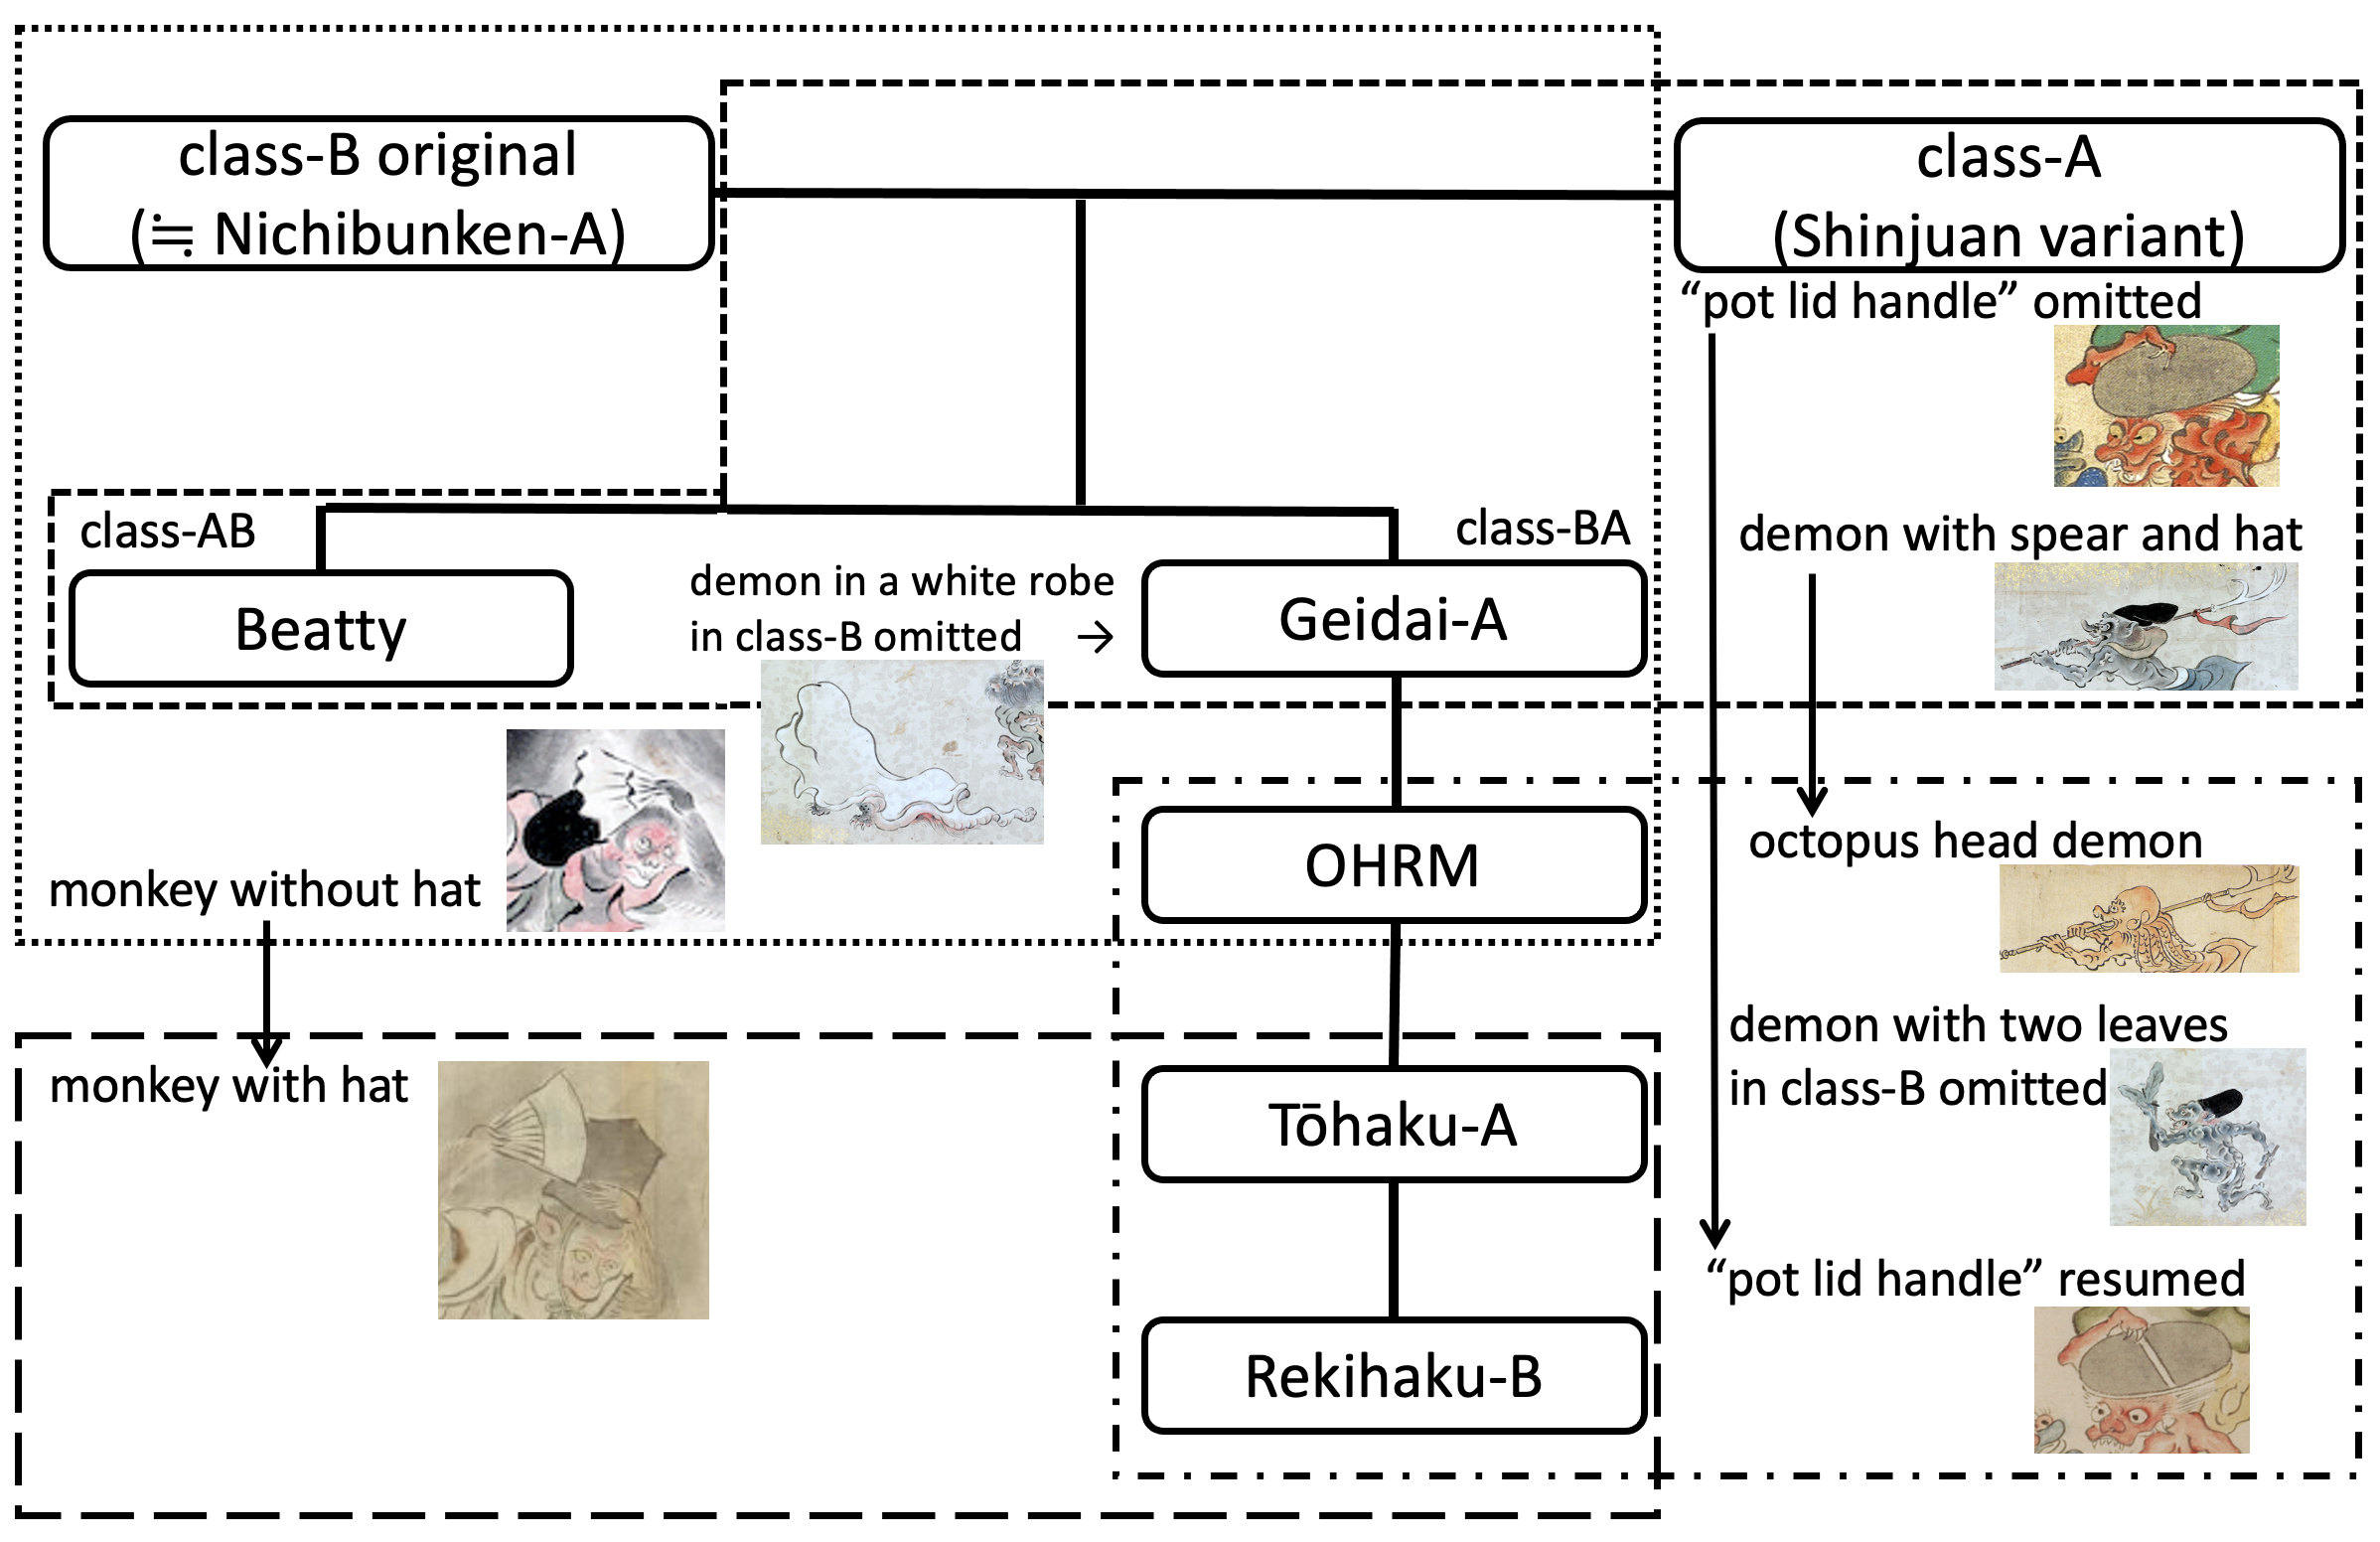 class-B original
(≒ Nichibunken-A)
class-A
(Shinjuan variant)
“pot lid handle” omitted
demon with spear and hat
class-AB
class-BA
Beatty
demon in a white robe
in class-B omitted →
Geidai-A
monkey without hat
OHRM
octopus head demon
demon with two leaves
in class-B omitted
monkey with hat
Tōhaku-A
“pot lid handle” resumed
Rekihaku-B